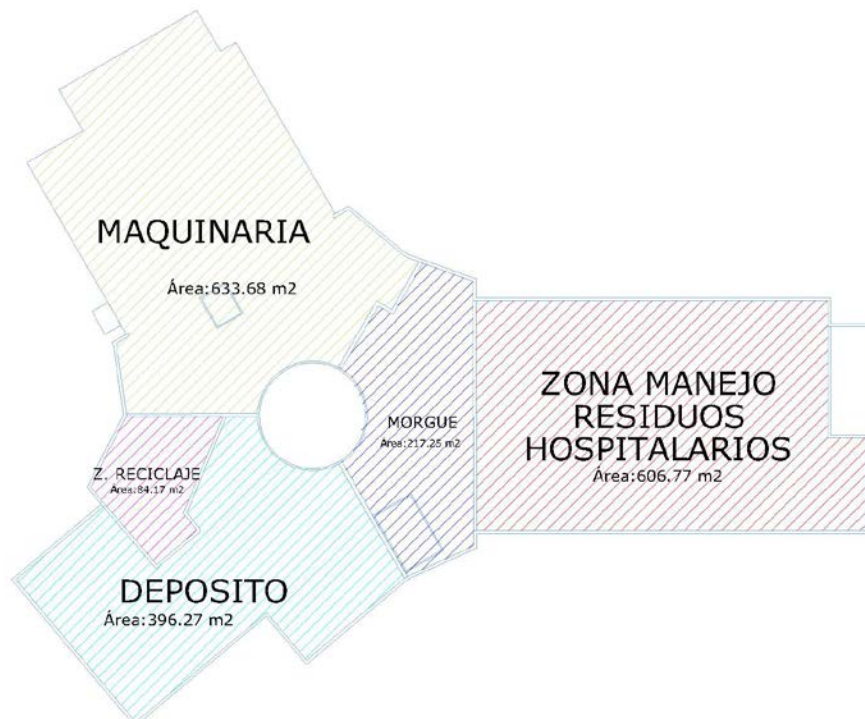 MAQUINARIA
Área:633.68 m2
ZONA MANEJO
RESIDUOS
HOSPITALARIOS
Área:606.77 m2
MORGUE
Área:217.25 m2
Z. RECICLAJE
Área:84.17 m2
DEPOSITO
Área:396.27 m2